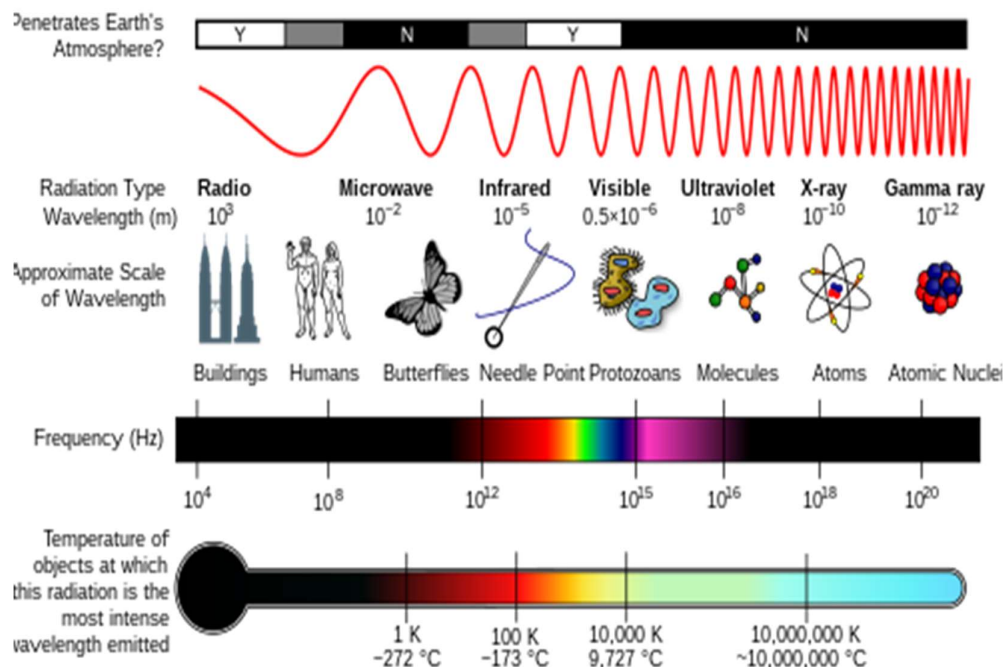 Penetrates Earth's
Atmosphere?
Y N Y N
Radiation Type
Radio Microwave Infrared Visible Ultraviolet X-ray Gamma ray
Wavelength (m)
10³ 10⁻² 10⁻⁵ 0.5×10⁻⁶ 10⁻⁸ 10⁻¹⁰ 10⁻¹²
Approximate Scale
of Wavelength
Buildings Humans Butterflies Needle Point Protozoans Molecules Atoms Atomic Nuclei
Frequency (Hz)
10⁴ 10⁸ 10¹² 10¹⁵ 10¹⁶ 10¹⁸ 10²⁰
Temperature of
objects at which
this radiation is the
most intense
wavelength emitted
1 K 100 K 10,000 K 10,000,000 K
−272 °C −173 °C 9,727 °C ~10,000,000 °C